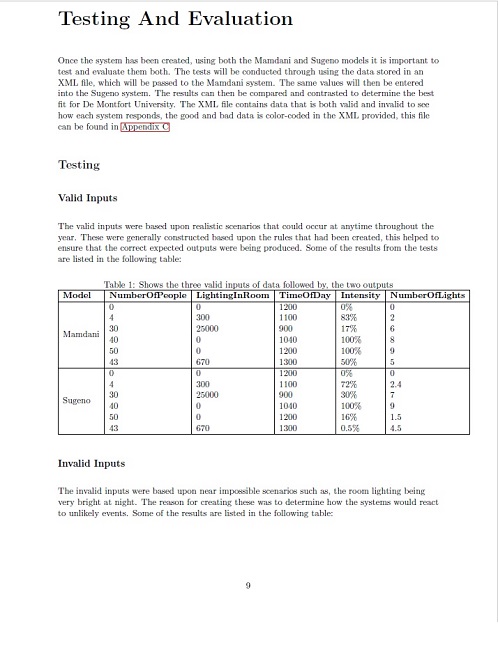 Testing And Evaluation
Once the system has been created, using both the Mamdani and Sugeno models it is important to
test and evaluate them both. The tests will be conducted through using the data stored in an
XML file, which will be passed to the Mamdani system. The same values will then be entered
into the Sugeno system. The results can then be compared and contrasted to determine the best
fit for De Montfort University. The XML file contains data that is both valid and invalid to see
how each system responds, the good and bad data is color-coded in the XML provided, this file
can be found in Appendix C
Testing
Valid Inputs
The valid inputs were based upon realistic scenarios that could occur at anytime throughout the
year. These were generally constructed based upon the rules that had been created, this helped to
ensure that the correct expected outputs were being produced. Some of the results from the tests
are listed in the following table:
Table 1: Shows the three valid inputs of data followed by, the two outputs
Model NumberOfPeople LightingInRoom TimeOfDay Intensity NumberOfLights
Mamdani
0 0 1200 0% 0
4 300 1100 83% 2
30 25000 900 17% 6
40 0 1040 100% 8
50 0 1200 100% 9
43 670 1300 50% 5
Sugeno
0 0 1200 0% 0
4 300 1100 72% 2.4
30 25000 900 30% 7
40 0 1040 100% 9
50 0 1200 16% 1.5
43 670 1300 0.5% 4.5
Invalid Inputs
The invalid inputs were based upon near impossible scenarios such as, the room lighting being
very bright at night. The reason for creating these was to determine how the systems would react
to unlikely events. Some of the results are listed in the following table:
9